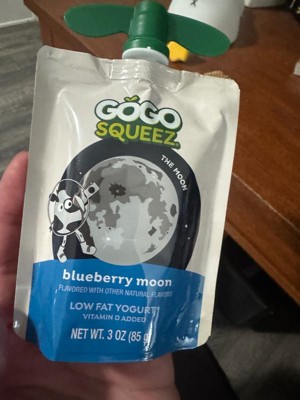 GOGO
SQUEEZ
THE MOON
blueberry moon
FLAVORED WITH OTHER NATURAL FLAVORS
LOW FAT YOGURT
VITAMIN D ADDED
NET WT. 3 OZ (85 g